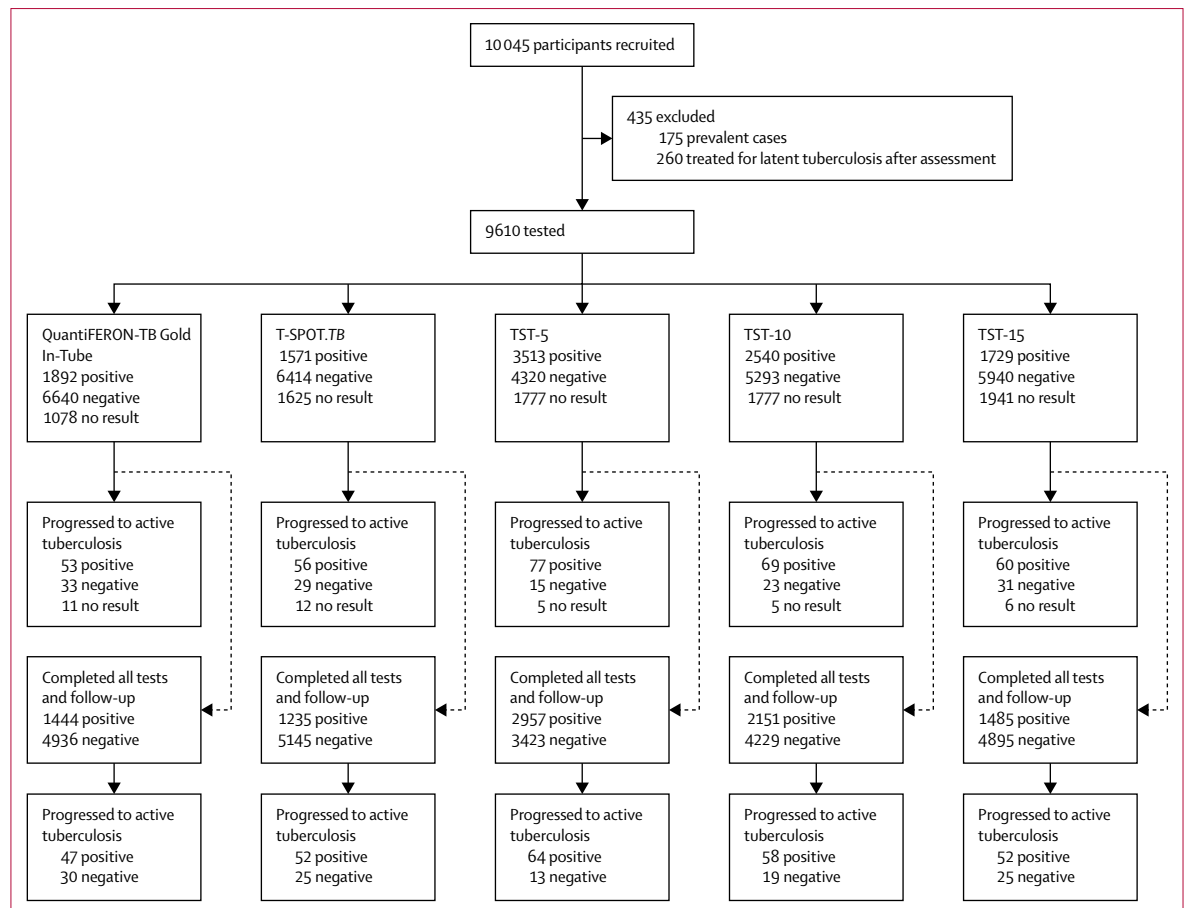 10 045 participants recruited
435 excluded
175 prevalent cases
260 treated for latent tuberculosis after assessment
9610 tested
QuantiFERON-TB Gold
In-Tube
1892 positive
6640 negative
1078 no result
T-SPOT.TB
1571 positive
6414 negative
1625 no result
TST-5
3513 positive
4320 negative
1777 no result
TST-10
2540 positive
5293 negative
1777 no result
TST-15
1729 positive
5940 negative
1941 no result
Progressed to active
tuberculosis
53 positive
33 negative
11 no result
Progressed to active
tuberculosis
56 positive
29 negative
12 no result
Progressed to active
tuberculosis
77 positive
15 negative
5 no result
Progressed to active
tuberculosis
69 positive
23 negative
5 no result
Progressed to active
tuberculosis
60 positive
31 negative
6 no result
Completed all tests
and follow-up
1444 positive
4936 negative
Completed all tests
and follow-up
1235 positive
5145 negative
Completed all tests
and follow-up
2957 positive
3423 negative
Completed all tests
and follow-up
2151 positive
4229 negative
Completed all tests
and follow-up
1485 positive
4895 negative
Progressed to active
tuberculosis
47 positive
30 negative
Progressed to active
tuberculosis
52 positive
25 negative
Progressed to active
tuberculosis
64 positive
13 negative
Progressed to active
tuberculosis
58 positive
19 negative
Progressed to active
tuberculosis
52 positive
25 negative